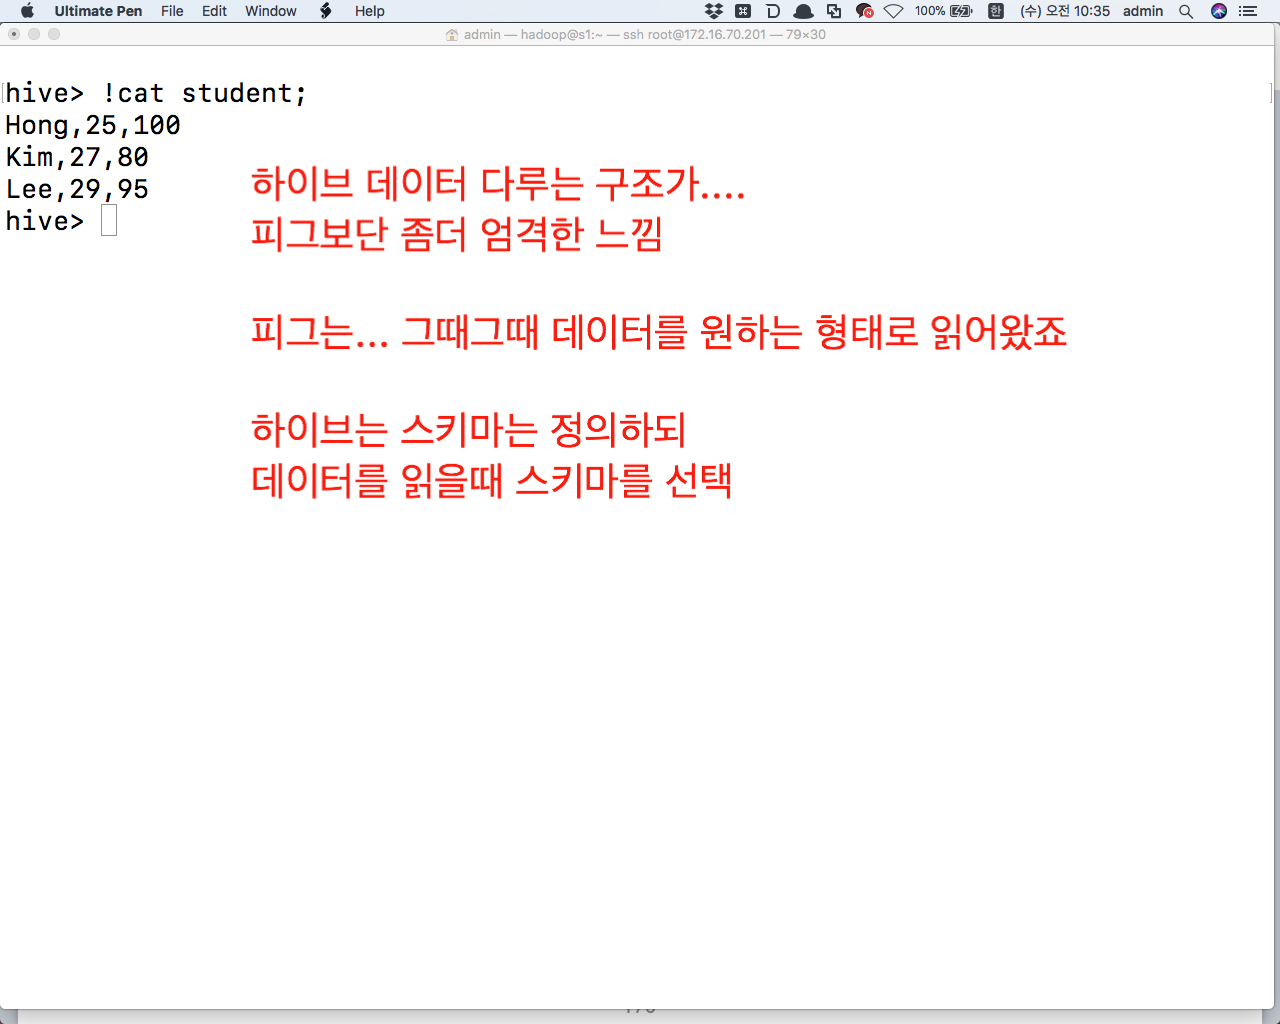 Ultimate Pen File Edit Window Help 100% 한 (수) 오전 10:35 admin
admin — hadoop@s1:~ — ssh root@172.16.70.201 — 79×30
hive> !cat student;
Hong,25,100
Kim,27,80
Lee,29,95
hive>
하이브 데이터 다루는 구조가....
피그보단 좀더 엄격한 느낌
피그는... 그때그때 데이터를 원하는 형태로 읽어왔죠
하이브는 스키마는 정의하되
데이터를 읽을때 스키마를 선택